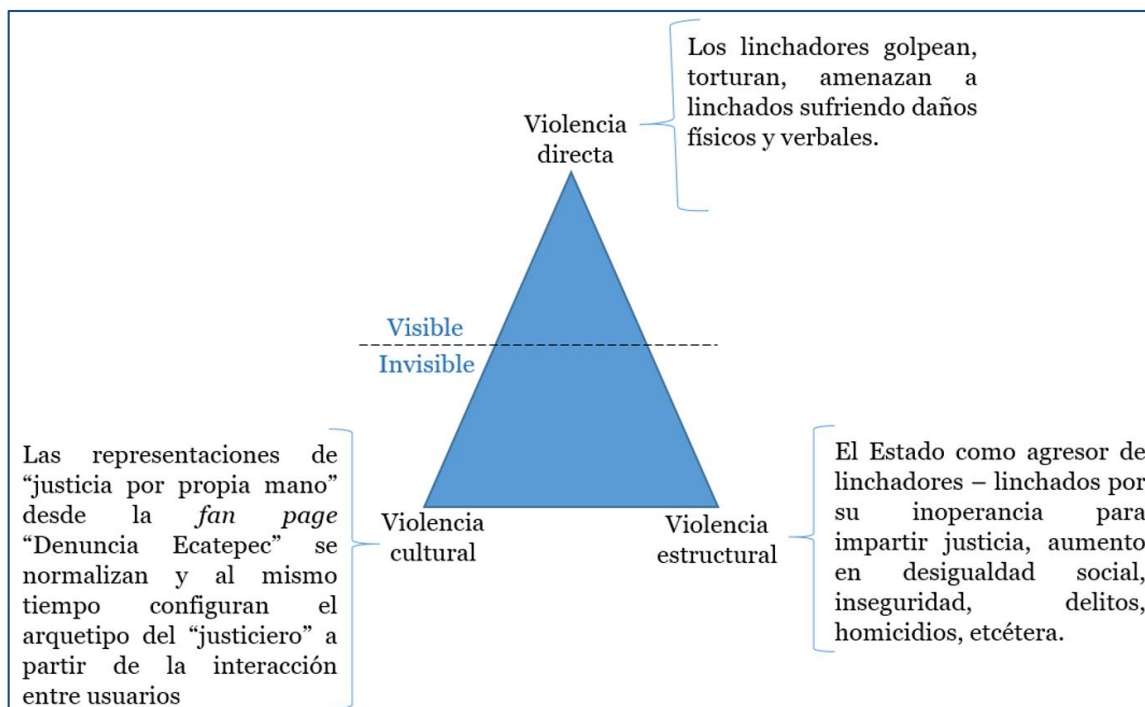 Los linchadores golpean,
torturan, amenazan a
linchados sufriendo daños
físicos y verbales.
Violencia
directa
Visible
Invisible
Las representaciones de
“justicia por propia mano”
desde la fan page
“Denuncia Ecatepec” se
normalizan y al mismo
tiempo configuran el
arquetipo del “justiciero” a
partir de la interacción
entre usuarios
Violencia
cultural
Violencia
estructural
El Estado como agresor de
linchadores – linchados por
su inoperancia para
impartir justicia, aumento
en desigualdad social,
inseguridad, delitos,
homicidios, etcétera.